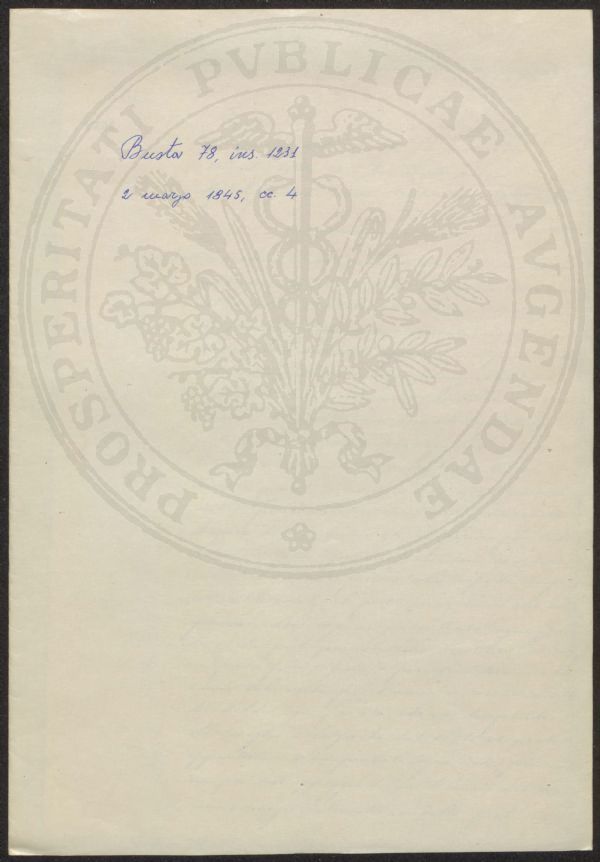 PROSPERITATI PVBLICAE AVGENDAE
Busta 78, ins. 1231
2 marzo 1845, cc. 4